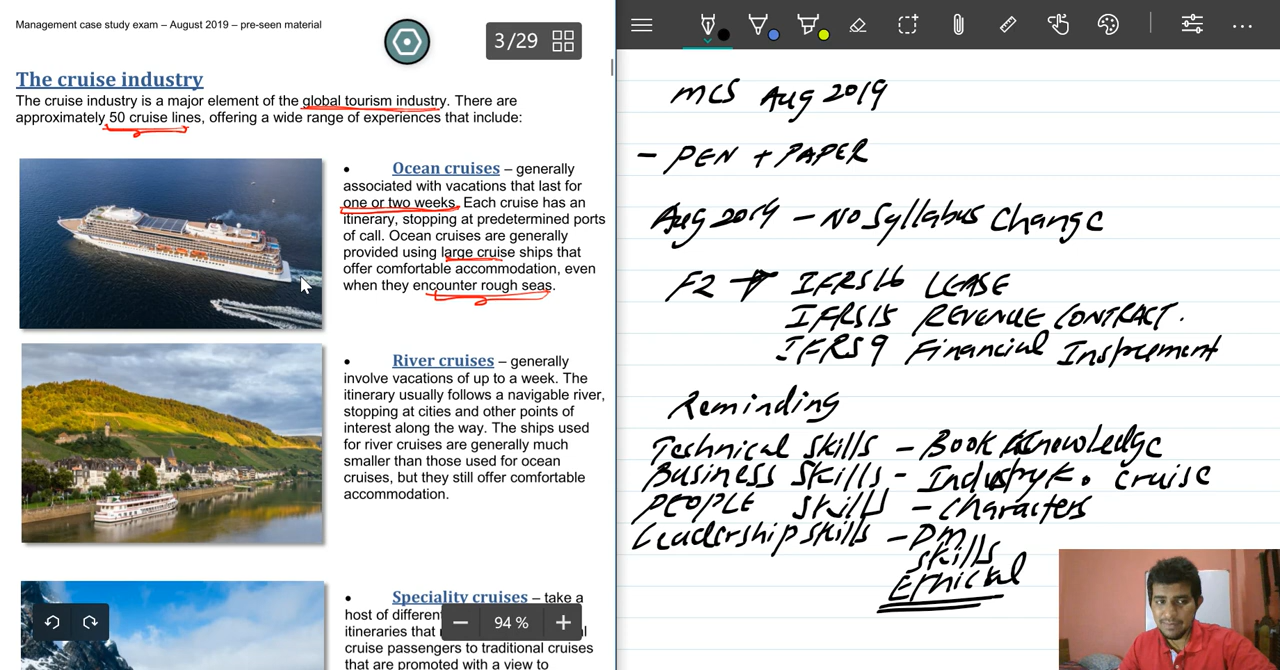 Management case study exam – August 2019 – pre-seen material
3/29
The cruise industry
The cruise industry is a major element of the global tourism industry. There are
approximately 50 cruise lines, offering a wide range of experiences that include:
• Ocean cruises – generally
associated with vacations that last for
one or two weeks. Each cruise has an
itinerary, stopping at predetermined ports
of call. Ocean cruises are generally
provided using large cruise ships that
offer comfortable accommodation, even
when they encounter rough seas.
• River cruises – generally
involve vacations of up to a week. The
itinerary usually follows a navigable river,
stopping at cities and other points of
interest along the way. The ships used
for river cruises are generally much
smaller than those used for ocean
cruises, but they still offer comfortable
accommodation.
• Speciality cruises – take a
host of different
itineraries that
cruise passengers to traditional cruises
that are promoted with a view to
94 %
MCS Aug 2019
– PEN + PAPER
Aug 2019 – No Syllabus Change
F2 → IFRS16 LEASE
IFRS15 REVENUE CONTRACT.
IFRS9 Financial Instrument
Reminding
Technical Skills – Book Knowledge
Business Skills – Industry K. cruise
PEOPLE Skills – Characters
Leadership skills – PM
skills
Ethical